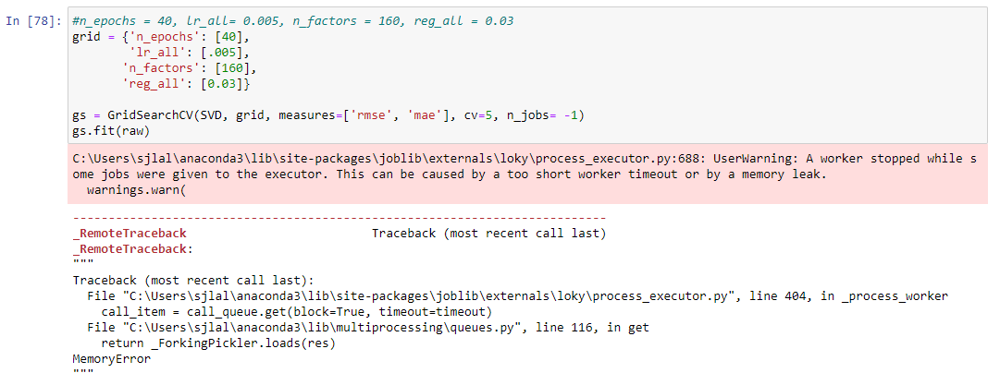 In [78]: #n_epochs = 40, lr_all= 0.005, n_factors = 160, reg_all = 0.03
grid = {'n_epochs': [40],
'lr_all': [.005],
'n_factors': [160],
'reg_all': [0.03]}
gs = GridSearchCV(SVD, grid, measures=['rmse', 'mae'], cv=5, n_jobs= -1)
gs.fit(raw)
C:\Users\sjlal\anaconda3\lib\site-packages\joblib\externals\loky\process_executor.py:688: UserWarning: A worker stopped while s
ome jobs were given to the executor. This can be caused by a too short worker timeout or by a memory leak.
warnings.warn(
---------------------------------------------------------------------------
_RemoteTraceback                          Traceback (most recent call last)
_RemoteTraceback:
"""
Traceback (most recent call last):
File "C:\Users\sjlal\anaconda3\lib\site-packages\joblib\externals\loky\process_executor.py", line 404, in _process_worker
call_item = call_queue.get(block=True, timeout=timeout)
File "C:\Users\sjlal\anaconda3\lib\multiprocessing\queues.py", line 116, in get
return _ForkingPickler.loads(res)
MemoryError
"""